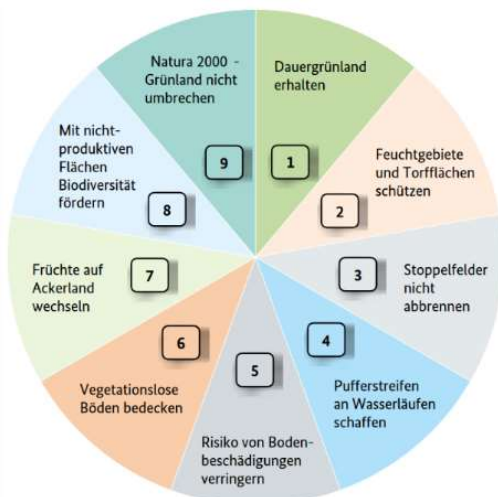 Dauergrünland
erhalten
1
Feuchtgebiete
und Torfflächen
schützen
2
3
Stoppelfelder
nicht
abbrennen
4
Pufferstreifen
an Wasserläufen
schaffen
5
Risiko von Boden-
beschädigungen
verringern
6
Vegetationslose
Böden bedecken
7
Früchte auf
Ackerland
wechseln
Mit nicht-
produktiven
Flächen
Biodiversität
fördern
8
Natura 2000 -
Grünland nicht
umbrechen
9